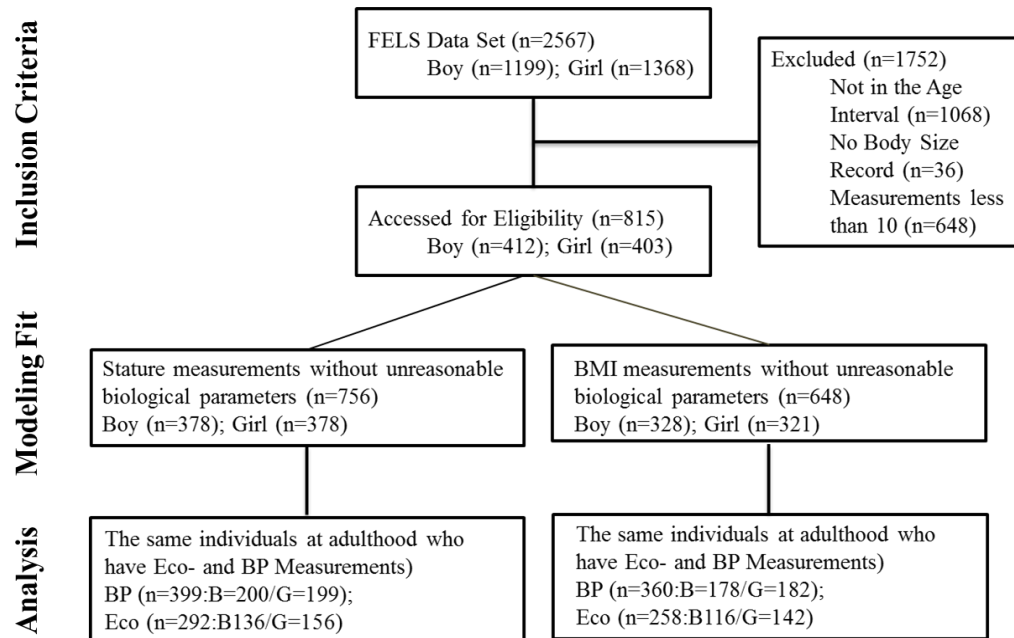 Inclusion Criteria
FELS Data Set (n=2567)
Boy (n=1199); Girl (n=1368)
Excluded (n=1752)
Not in the Age
Interval (n=1068)
No Body Size
Record (n=36)
Measurements less
than 10 (n=648)
Accessed for Eligibility (n=815)
Boy (n=412); Girl (n=403)
Modeling Fit
Stature measurements without unreasonable
biological parameters (n=756)
Boy (n=378); Girl (n=378)
BMI measurements without unreasonable
biological parameters (n=648)
Boy (n=328); Girl (n=321)
Analysis
The same individuals at adulthood who
have Eco- and BP Measurements)
BP (n=399:B=200/G=199);
Eco (n=292:B136/G=156)
The same individuals at adulthood who
have Eco- and BP Measurements)
BP (n=360:B=178/G=182);
Eco (n=258:B116/G=142)